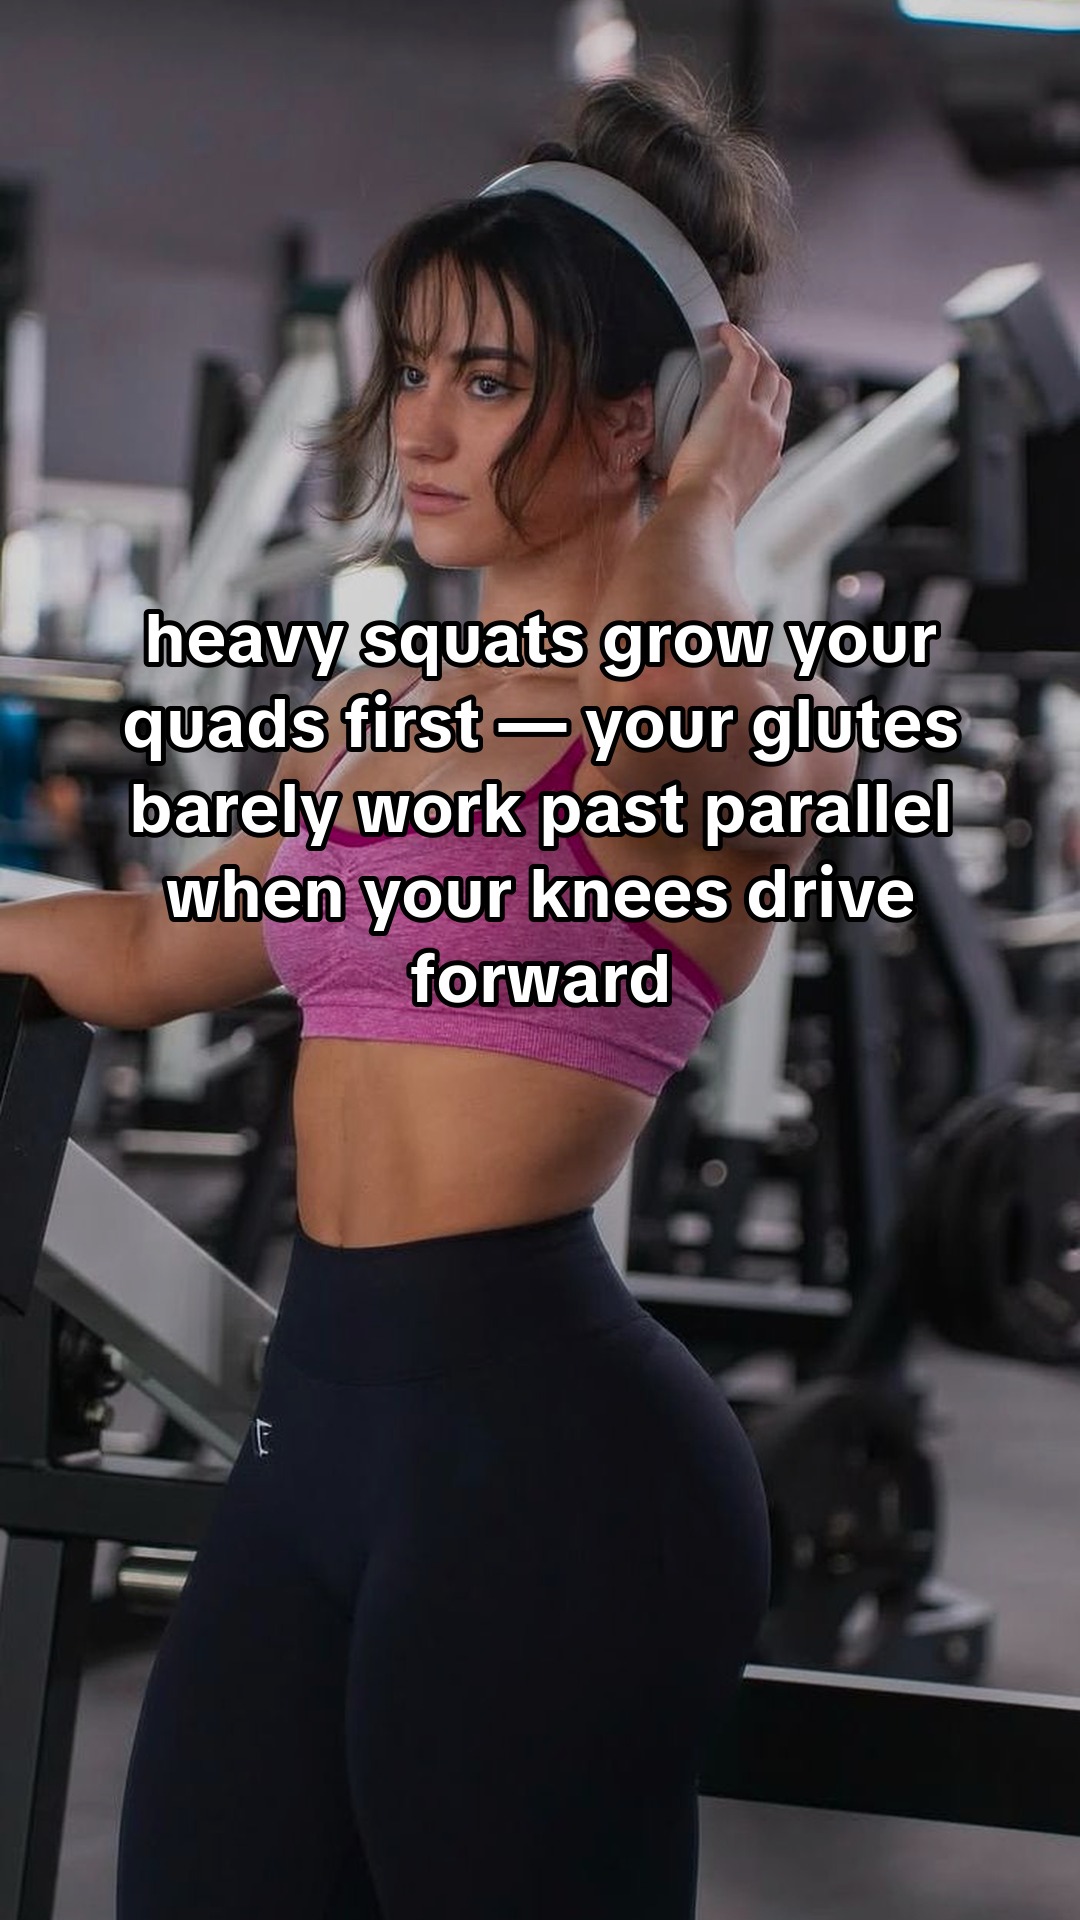 heavy squats grow your
quads first — your glutes
barely work past parallel
when your knees drive
forward